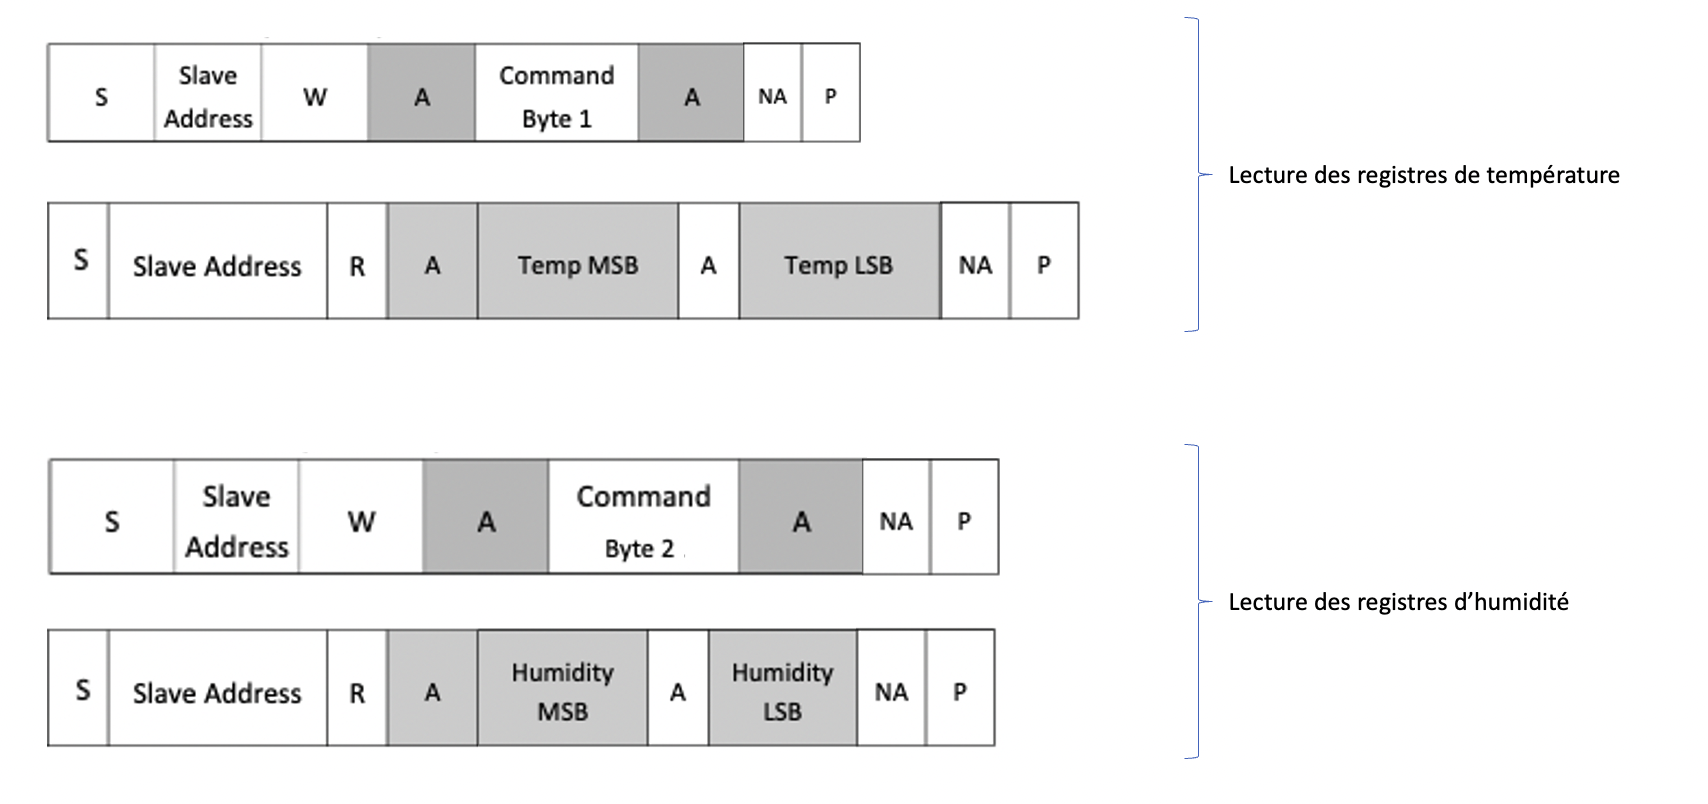 S Slave Address W A Command Byte 1 A NA P
Lecture des registres de température
S Slave Address R A Temp MSB A Temp LSB NA P
S Slave Address W A Command Byte 2 A NA P
Lecture des registres d’humidité
S Slave Address R A Humidity MSB A Humidity LSB NA P